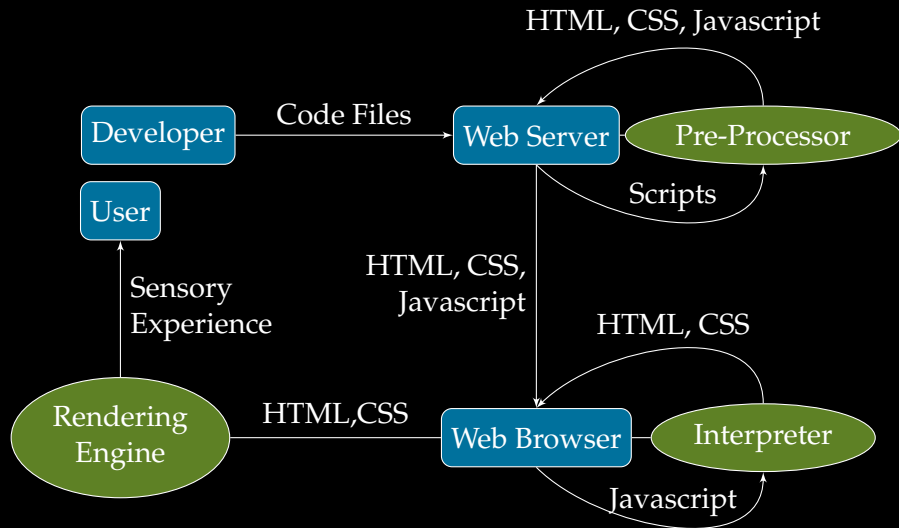 HTML, CSS, Javascript
Developer
Code Files
Web Server
Pre-Processor
User
Scripts
HTML, CSS,
Javascript
Sensory
Experience
HTML, CSS
Rendering
Engine
HTML,CSS
Web Browser
Interpreter
Javascript